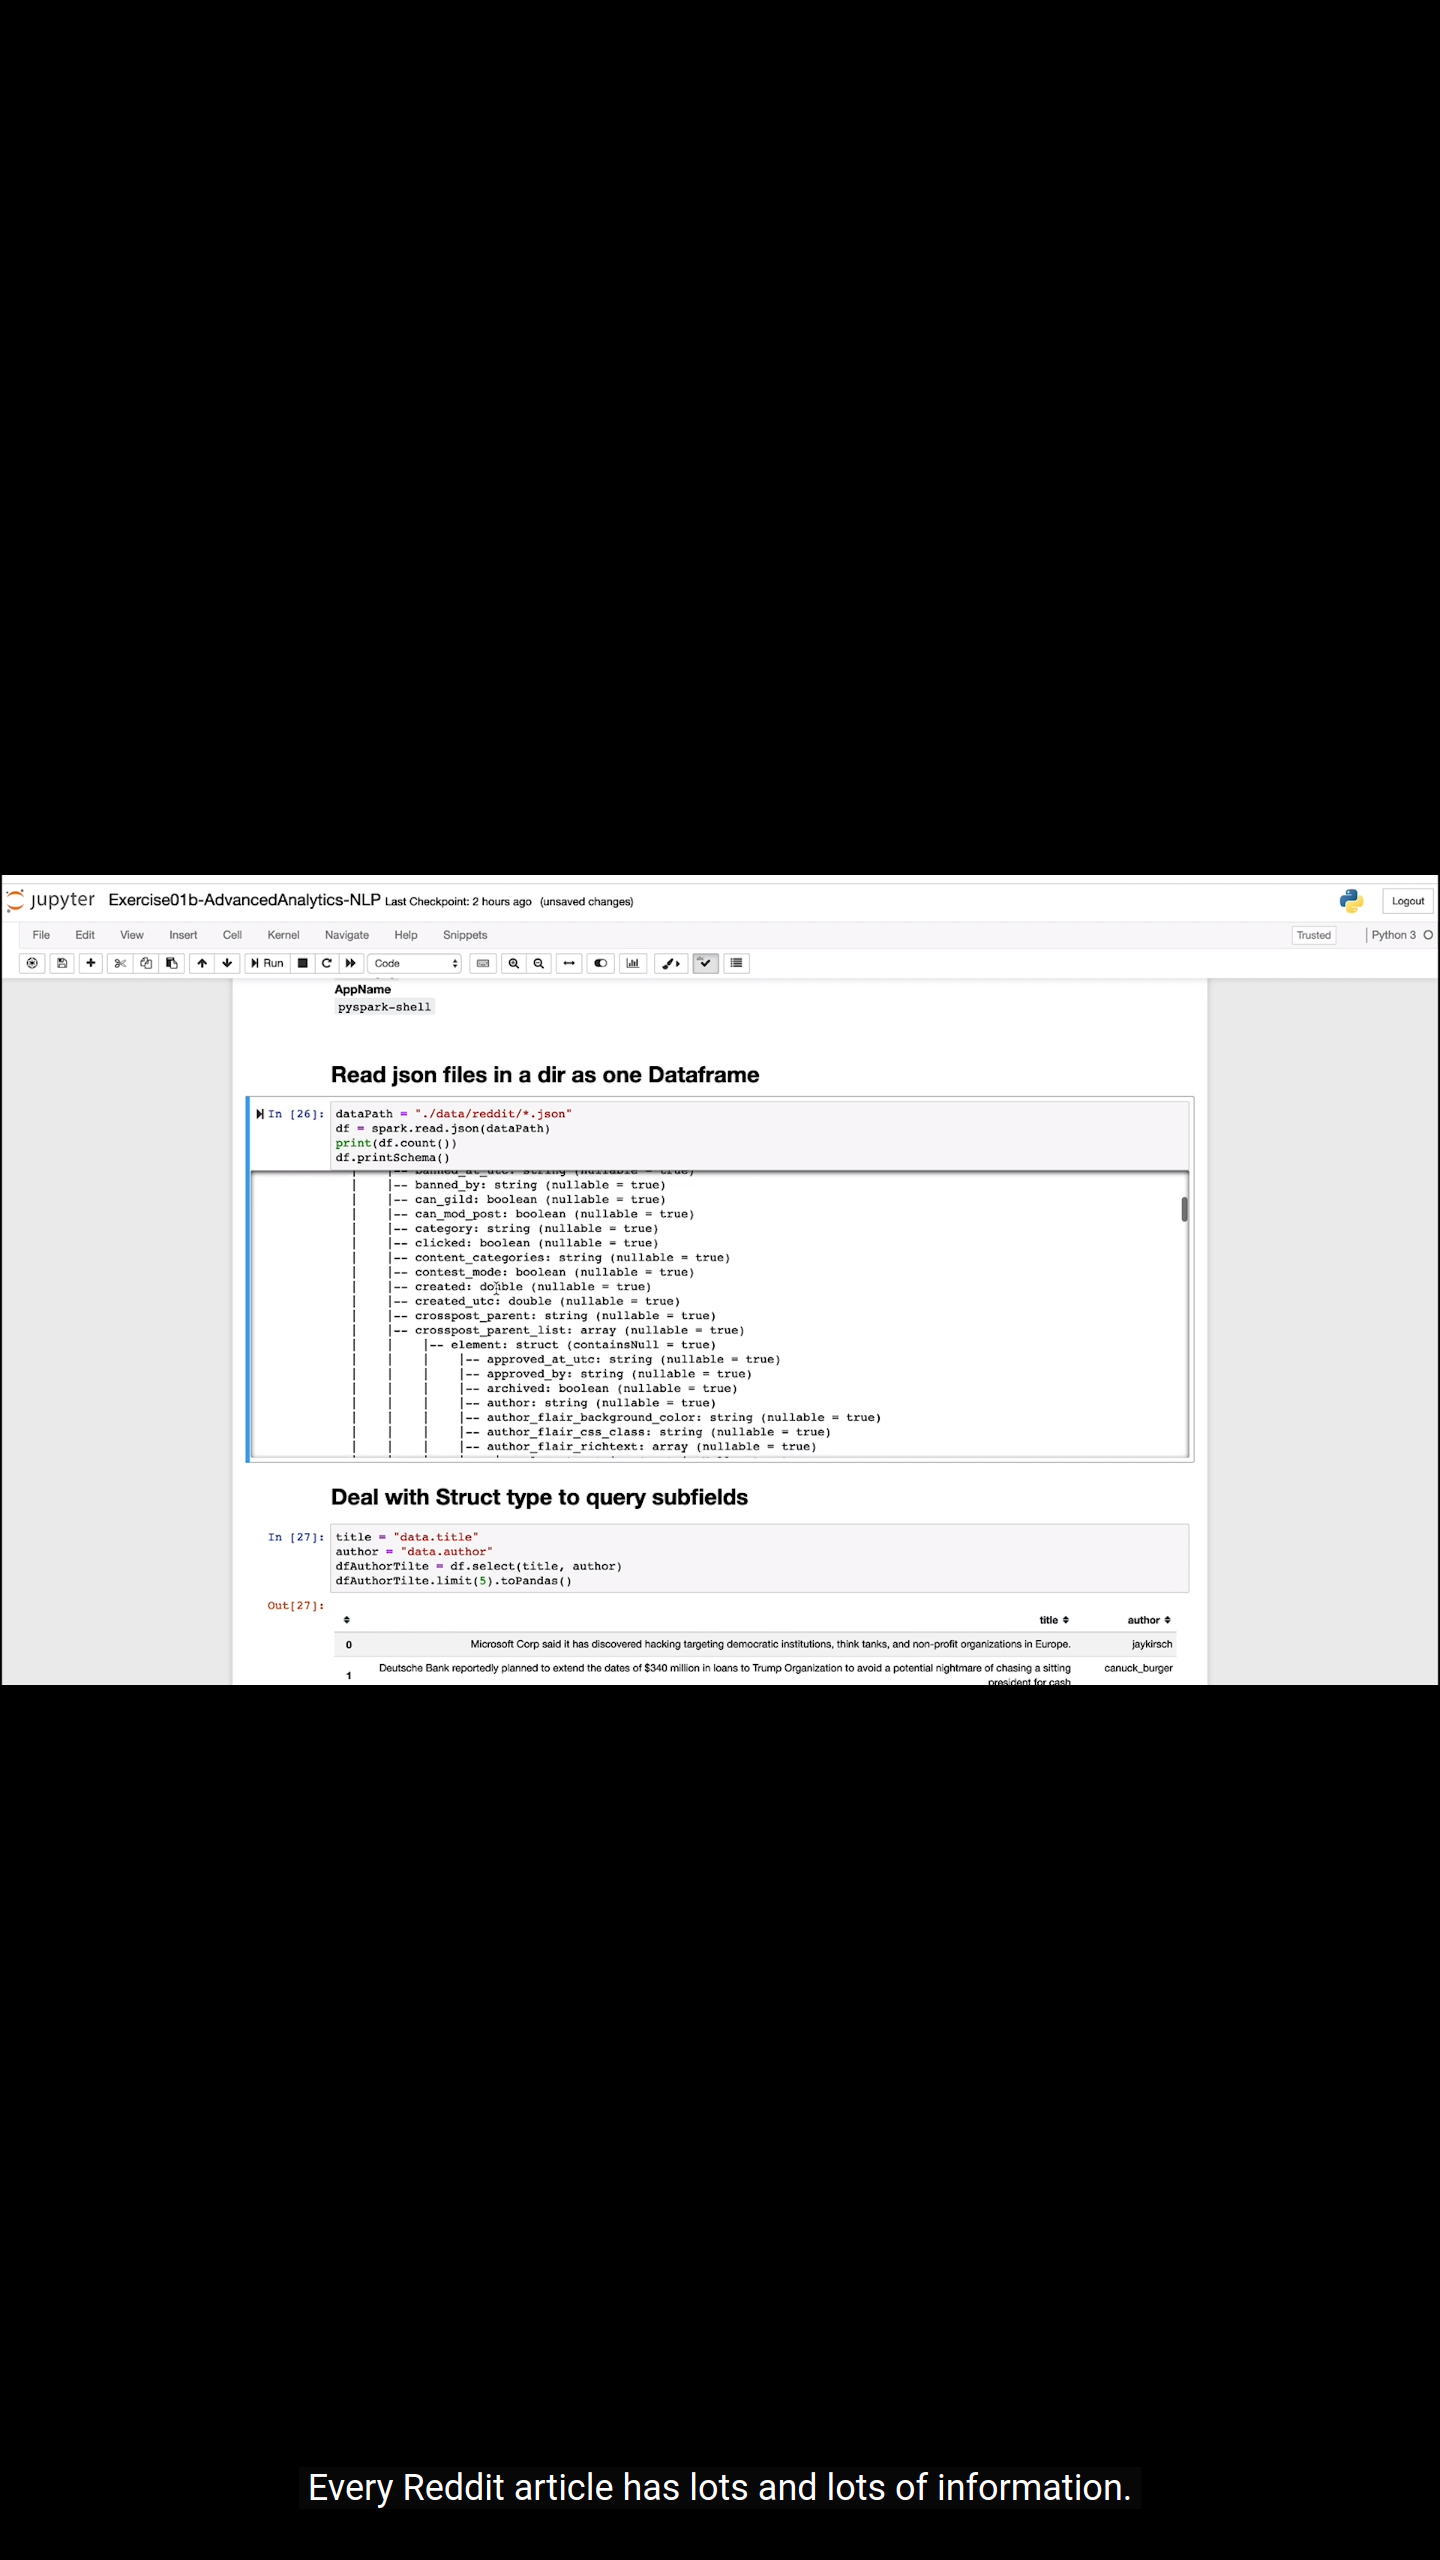 jupyter Exercise01b-AdvancedAnalytics-NLP Last Checkpoint: 2 hours ago (unsaved changes)
Logout
File Edit View Insert Cell Kernel Navigate Help Snippets
Trusted Python 3
Run Code
AppName
pyspark-shell
Read json files in a dir as one Dataframe
In [26]: dataPath = "./data/reddit/*.json"
df = spark.read.json(dataPath)
print(df.count())
df.printSchema()
| |-- banned_at_utc: string (nullable = true)
| |-- banned_by: string (nullable = true)
| |-- can_gild: boolean (nullable = true)
| |-- can_mod_post: boolean (nullable = true)
| |-- category: string (nullable = true)
| |-- clicked: boolean (nullable = true)
| |-- content_categories: string (nullable = true)
| |-- contest_mode: boolean (nullable = true)
| |-- created: double (nullable = true)
| |-- created_utc: double (nullable = true)
| |-- crosspost_parent: string (nullable = true)
| |-- crosspost_parent_list: array (nullable = true)
| | |-- element: struct (containsNull = true)
| | | |-- approved_at_utc: string (nullable = true)
| | | |-- approved_by: string (nullable = true)
| | | |-- archived: boolean (nullable = true)
| | | |-- author: string (nullable = true)
| | | |-- author_flair_background_color: string (nullable = true)
| | | |-- author_flair_css_class: string (nullable = true)
| | | |-- author_flair_richtext: array (nullable = true)
Deal with Struct type to query subfields
In [27]: title = "data.title"
author = "data.author"
dfAuthorTilte = df.select(title, author)
dfAuthorTilte.limit(5).toPandas()
Out[27]:
title author
0 Microsoft Corp said it has discovered hacking targeting democratic institutions, think tanks, and non-profit organizations in Europe. jaykirsch
1 Deutsche Bank reportedly planned to extend the dates of $340 million in loans to Trump Organization to avoid a potential nightmare of chasing a sitting canuck_burger
president for cash
Every Reddit article has lots and lots of information.